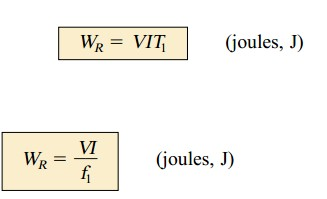 W_R = VIT_1 (joules, J)
W_R = VI/f_1 (joules, J)